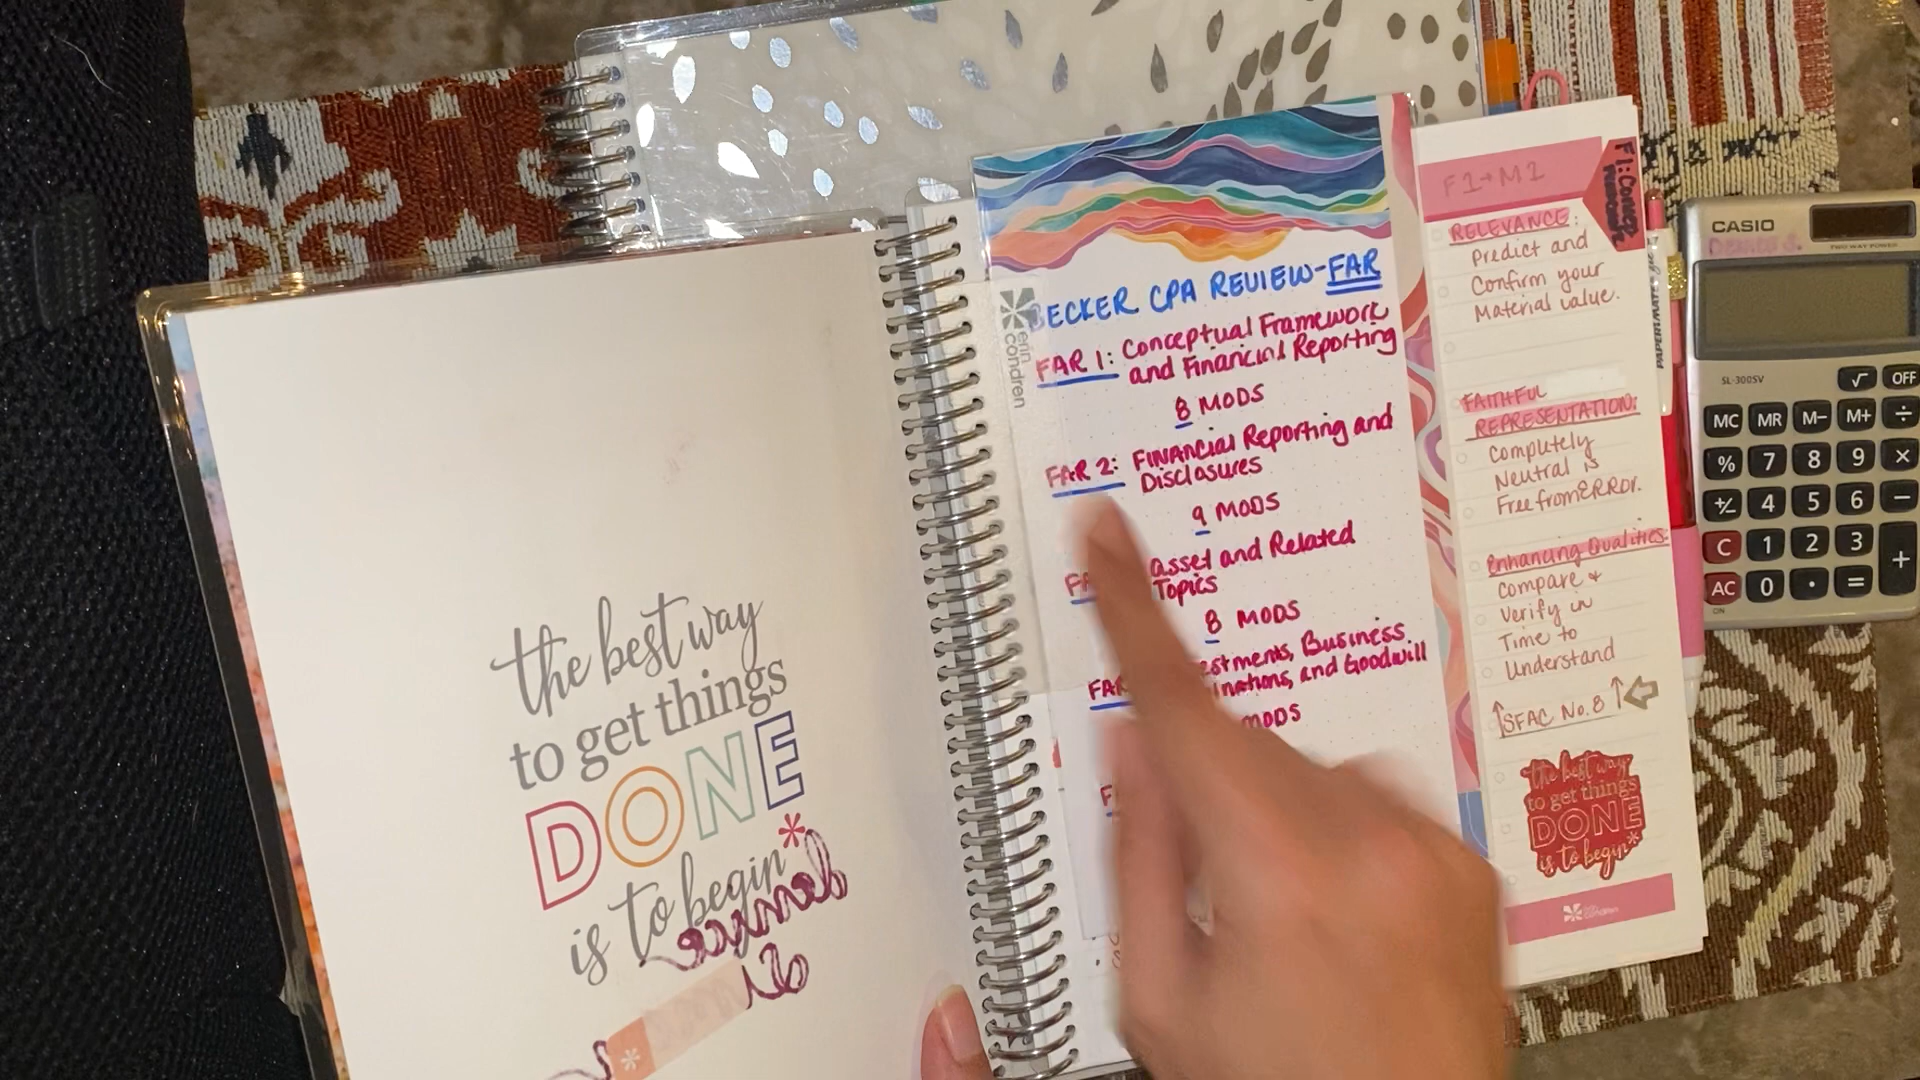 the best way
to get things
DONE
is to begin*
BECKER CPA REVIEW-FAR
FAR 1: Conceptual Framework
and Financial Reporting
8 MODS
FAR 2: Financial Reporting and
Disclosures
9 MODS
asset and Related
Topics
8 MODS
Business
and Goodwill
MODS
erin
condren
F1+M1
RELEVANCE:
Predict and
Confirm your
Material value.
FAITHFUL
REPRESENTATION:
Completely
Neutral is
Free from ERROR.
Enhancing Qualities:
Compare +
Verify in
Time to
Understand
SFAC No. 8
the best way
to get things
DONE
is to begin*
erin
condren
PAPERMATE
CASIO
TWO WAY POWER
SL-300SV
√ OFF
MC MR M− M+ ÷
% 7 8 9 ×
+/− 4 5 6 −
C 1 2 3 +
AC 0 · =
ON